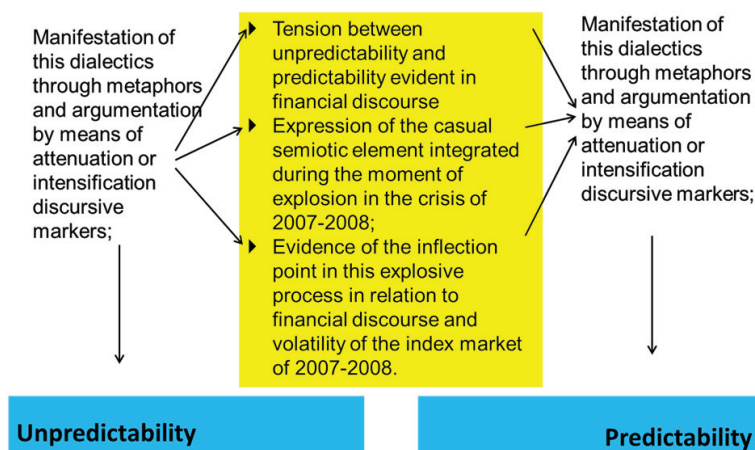 Manifestation of
this dialectics
through metaphors
and argumentation
by means of
attenuation or
intensification
discursive
markers;
Tension between
unpredictability and
predictability evident in
financial discourse
Expression of the casual
semiotic element integrated
during the moment of
explosion in the crisis of
2007-2008;
Evidence of the inflection
point in this explosive
process in relation to
financial discourse and
volatility of the index market
of 2007-2008.
Manifestation of
this dialectics
through metaphors
and argumentation
by means of
attenuation or
intensification
discursive markers;
Unpredictability
Predictability